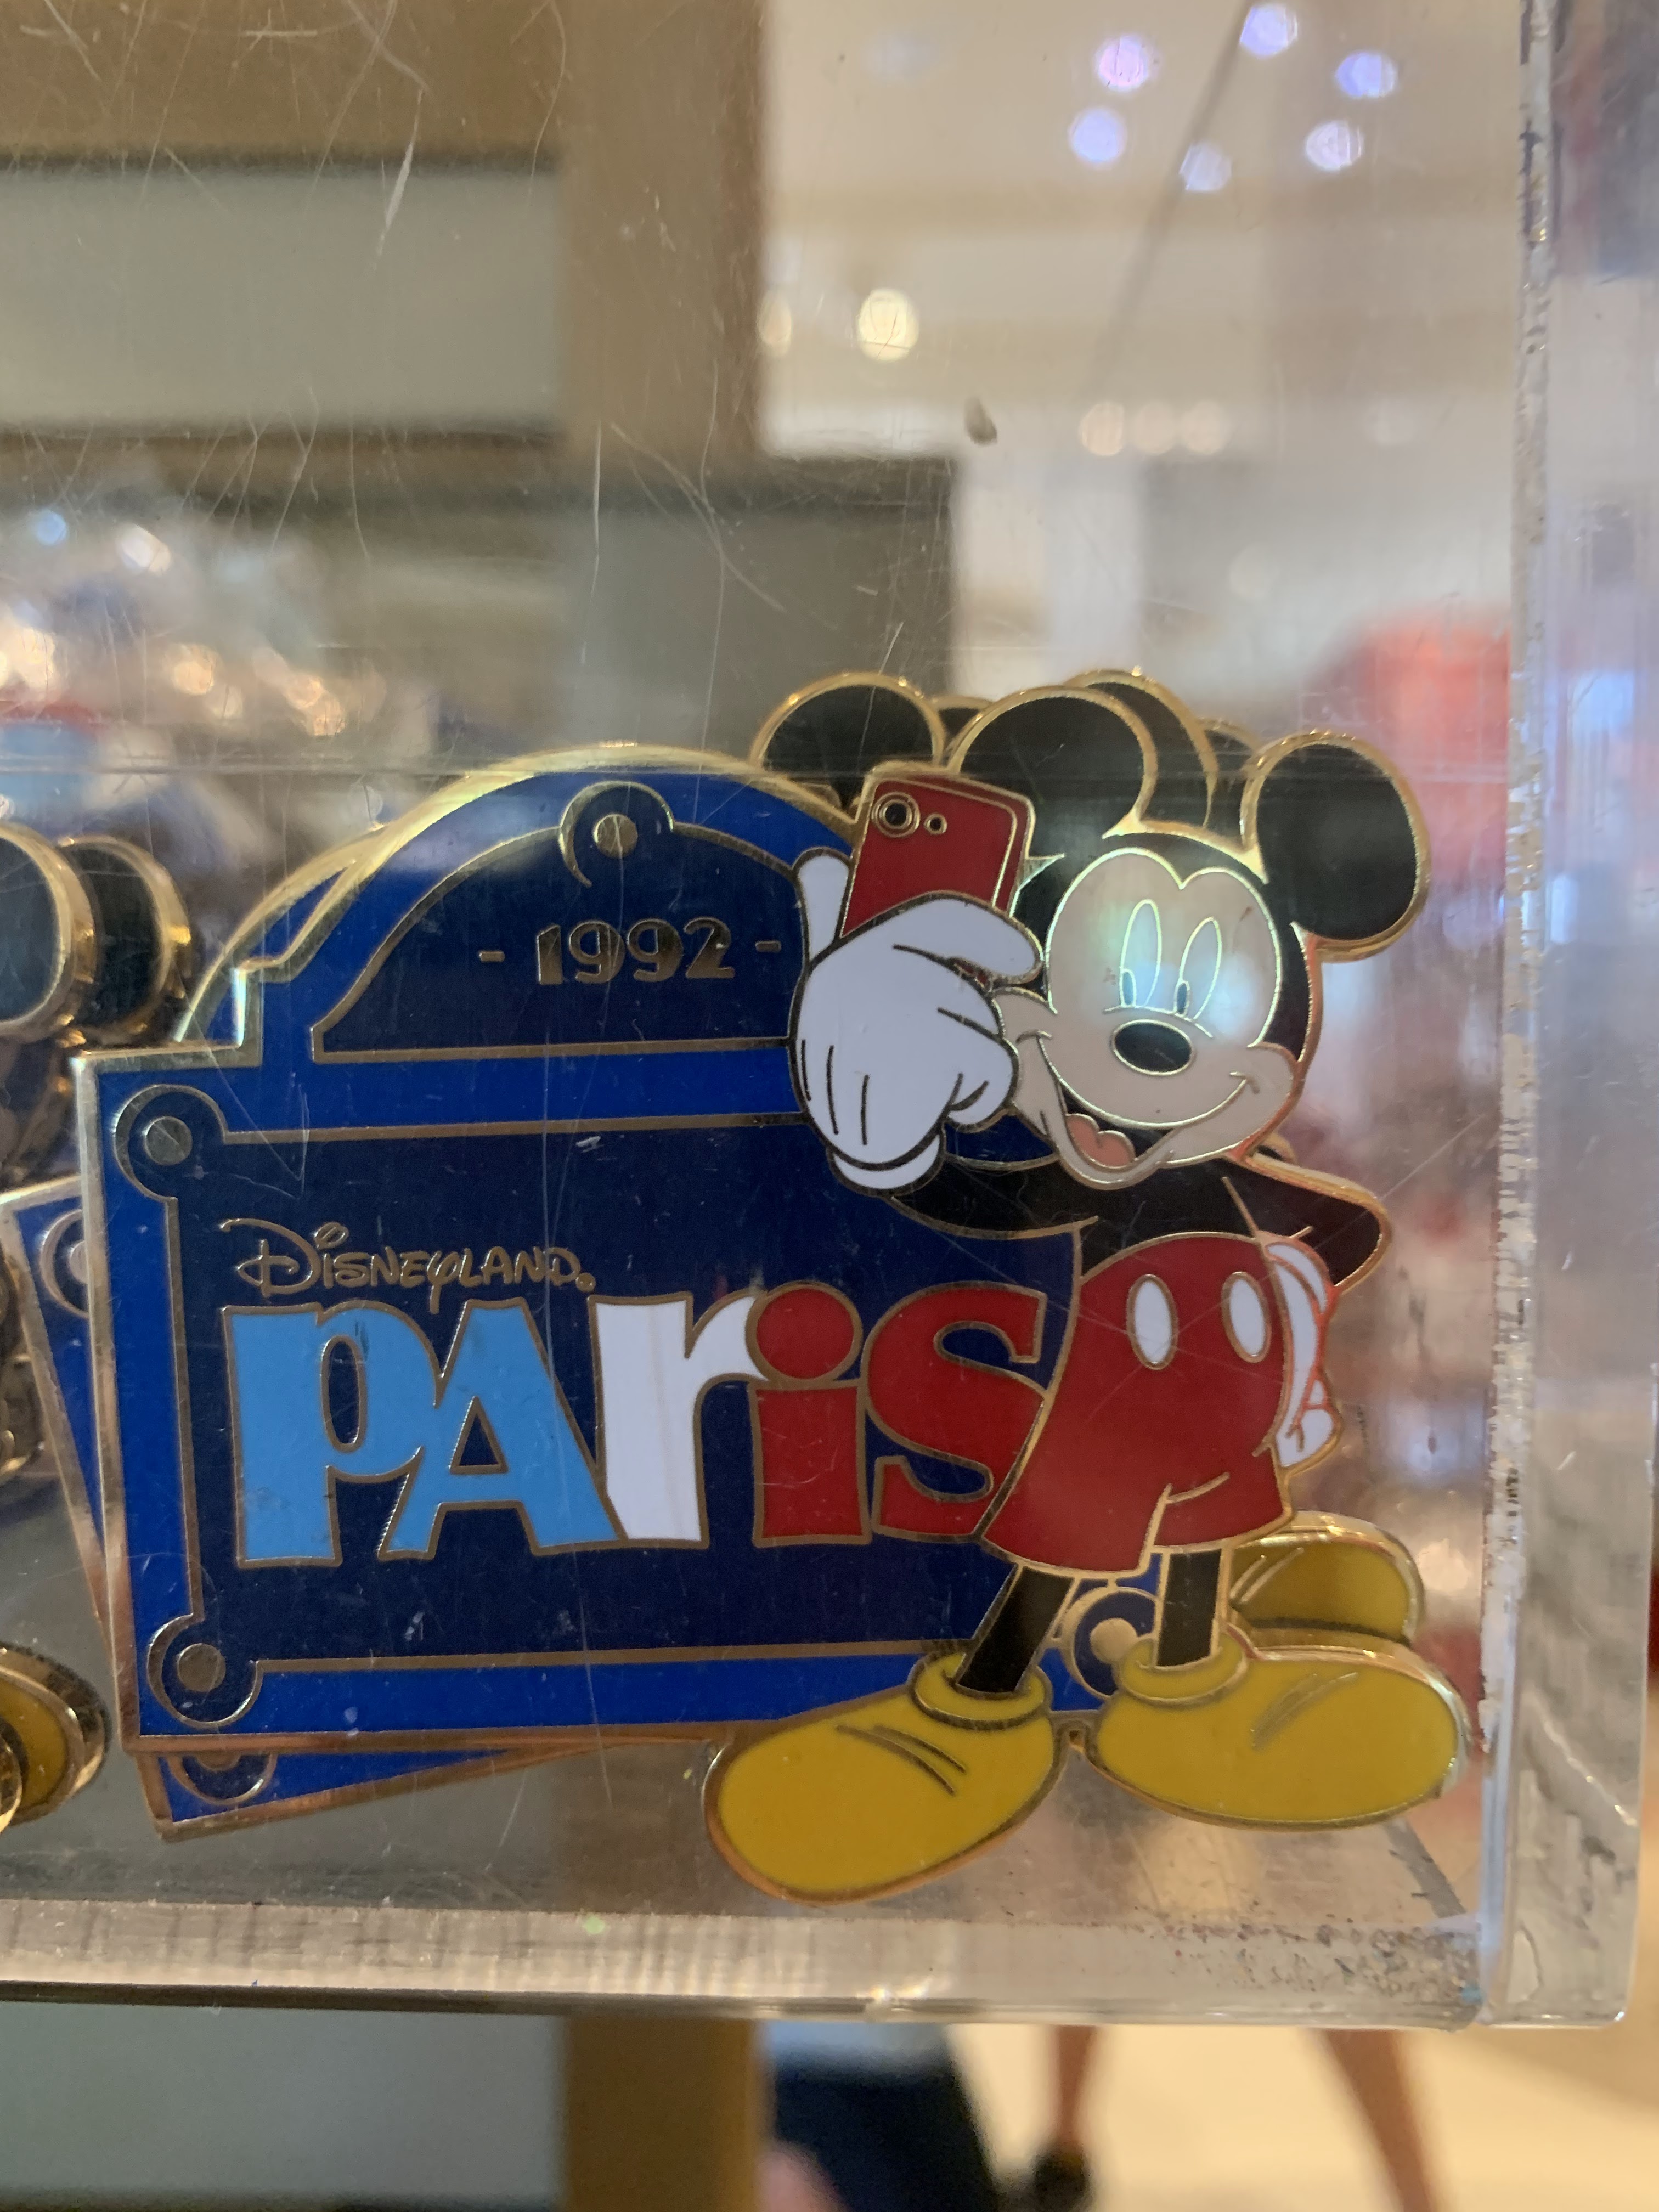 - 1992 -
Disneyland.
PARIS